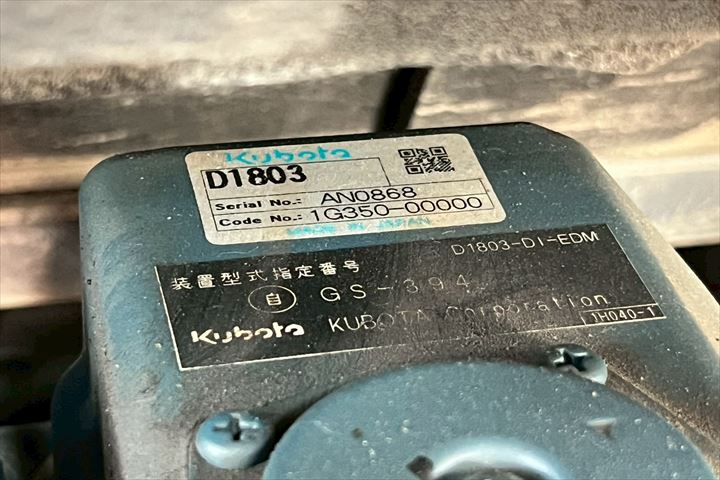 Kubota
D1803
Serial No.: AN0868
Code No.: 1G350-00000
MADE IN JAPAN
D1803-DI-EDM
装置型式指定番号
自 GS-394
Kubota KUBOTA Corporation
1H040-1